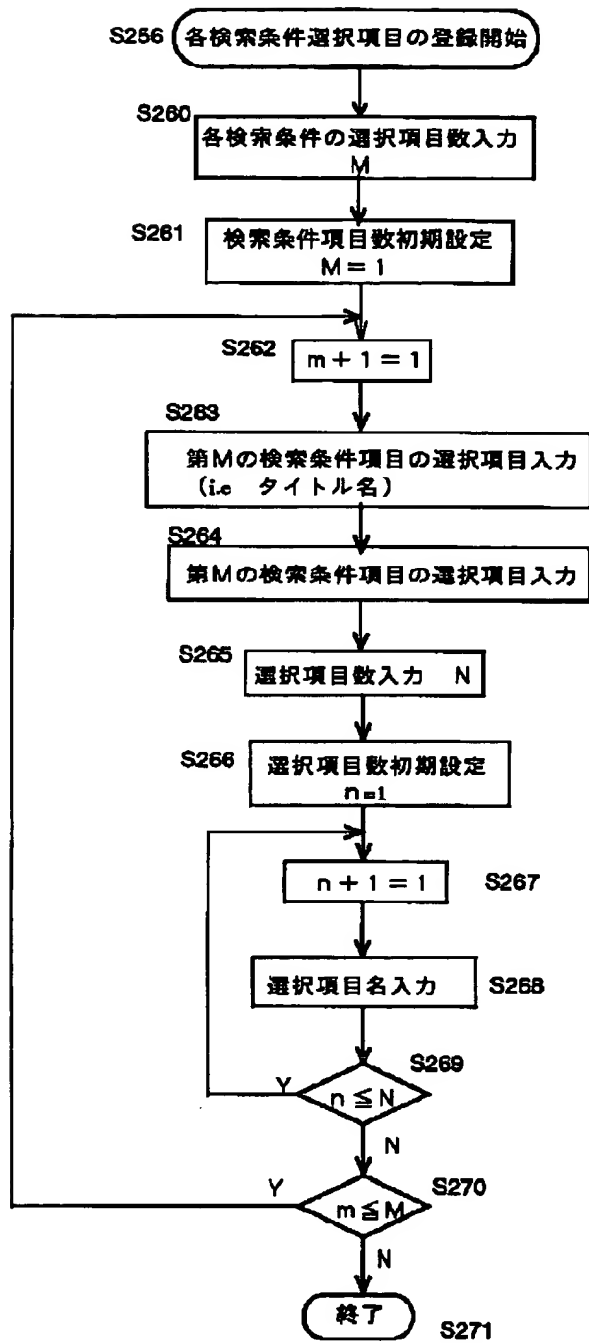 S256 各検索条件選択項目の登録開始
S260
各検索条件の選択項目数入力
M
S261
検索条件項目数初期設定
M=1
S262
m+1=1
S263
第Mの検索条件項目の選択項目入力
(i.e タイトル名)
S264
第Mの検索条件項目の選択項目入力
S265
選択項目数入力 N
S266
選択項目数初期設定
n=1
n+1=1 S267
選択項目名入力 S268
S269
Y
n≦N
N
Y
S270
m≦M
N
終了
S271